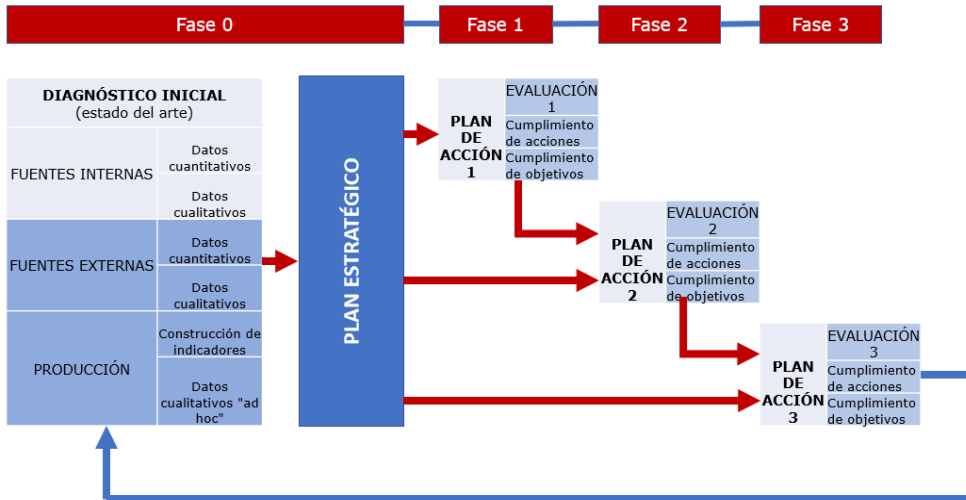 Fase 0
Fase 1
Fase 2
Fase 3
DIAGNÓSTICO INICIAL
(estado del arte)
FUENTES INTERNAS
Datos
cuantitativos
Datos
cualitativos
FUENTES EXTERNAS
Datos
cuantitativos
Datos
cualitativos
PRODUCCIÓN
Construcción de
indicadores
Datos
cualitativos "ad
hoc"
PLAN ESTRATÉGICO
PLAN
DE
ACCIÓN
1
EVALUACIÓN
1
Cumplimiento
de acciones
Cumplimiento
de objetivos
PLAN
DE
ACCIÓN
2
EVALUACIÓN
2
Cumplimiento
de acciones
Cumplimiento
de objetivos
PLAN
DE
ACCIÓN
3
EVALUACIÓN
3
Cumplimiento
de acciones
Cumplimiento
de objetivos